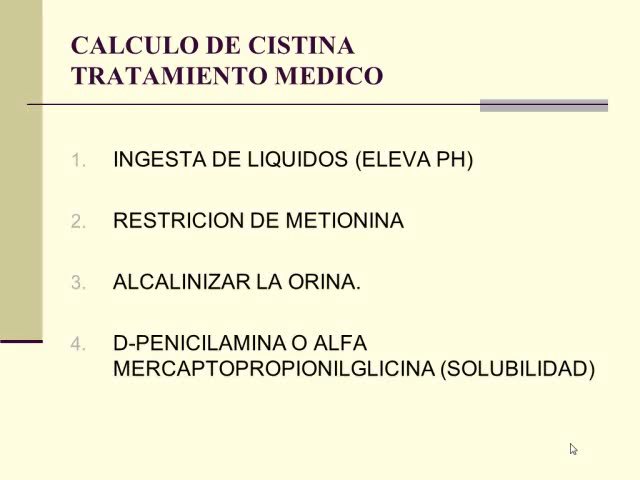 CALCULO DE CISTINA
TRATAMIENTO MEDICO
1. INGESTA DE LIQUIDOS (ELEVA PH)
2. RESTRICION DE METIONINA
3. ALCALINIZAR LA ORINA.
4. D-PENICILAMINA O ALFA
MERCAPTOPROPIONILGLICINA (SOLUBILIDAD)